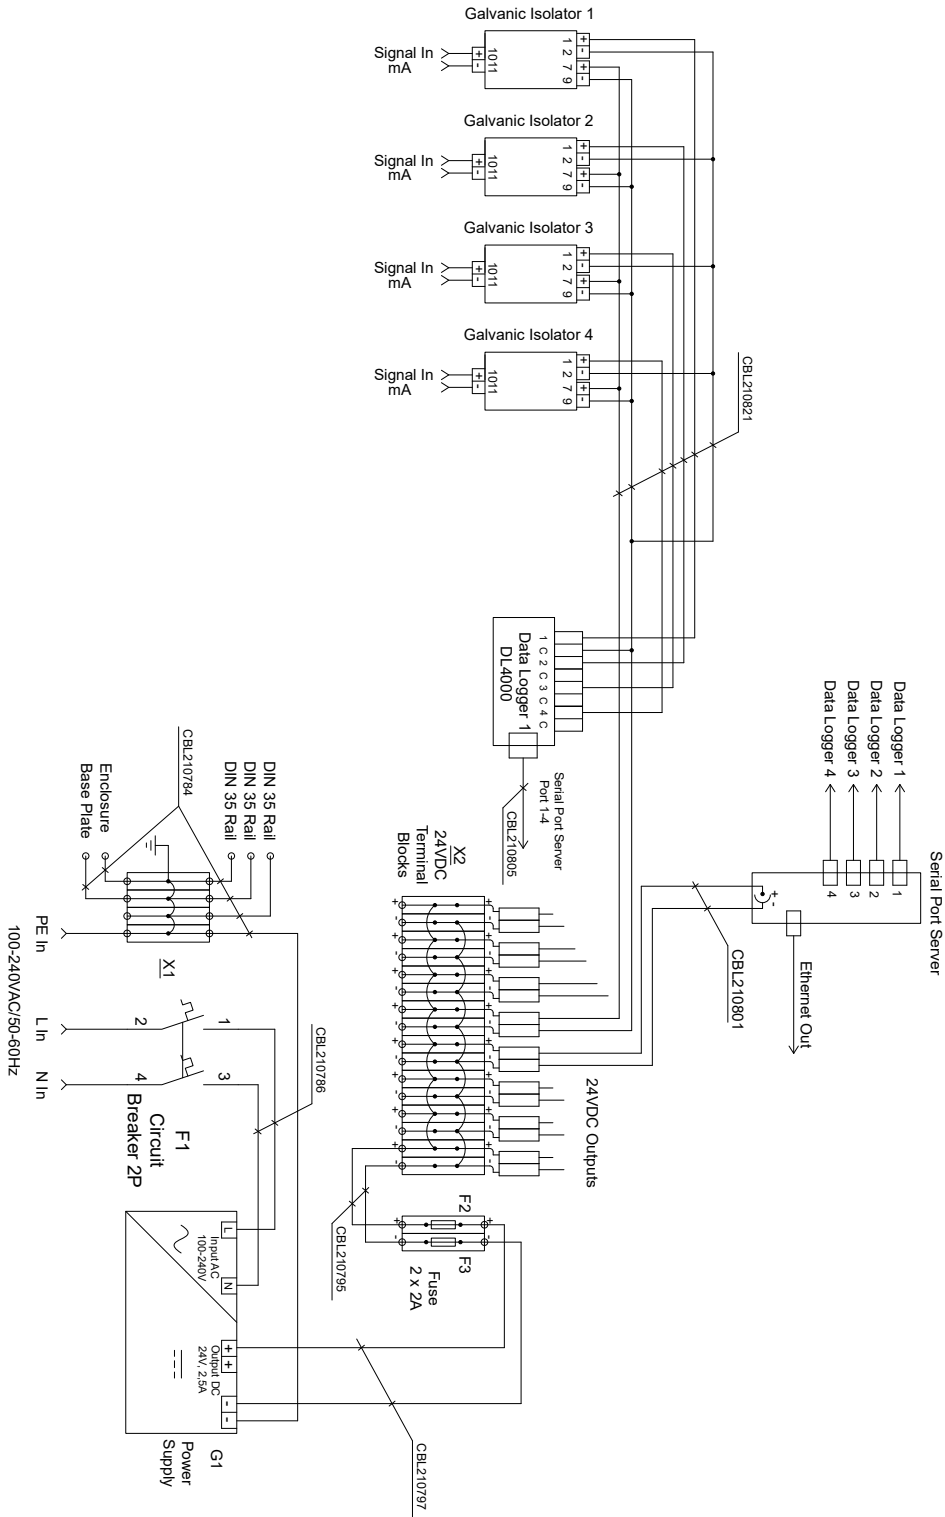 Galvanic Isolator 1
Signal In
mA
+
-
10
11
1
2
7
9
+
-
+
-
Galvanic Isolator 2
Signal In
mA
+
-
10
11
1
2
7
9
+
-
+
-
Galvanic Isolator 3
Signal In
mA
+
-
10
11
1
2
7
9
+
-
+
-
Galvanic Isolator 4
Signal In
mA
+
-
10
11
1
2
7
9
+
-
+
-
CBL210821
Data Logger 1
DL4000
1 C 2 C 3 C 4 C
Serial Port Server
Port 1-4
CBL210805
Serial Port Server
Data Logger 1
Data Logger 2
Data Logger 3
Data Logger 4
1
2
3
4
+
-
Ethernet Out
CBL210801
X2
24VDC
Terminal
Blocks
+ - + - + - + - + - + - + - + -
+ - + - + - + - + - + - + - + -
24VDC Outputs
CBL210795
F2
F3
+
-
+
-
Fuse
2 x 2A
CBL210784
DIN 35 Rail
DIN 35 Rail
DIN 35 Rail
Enclosure
Base Plate
X1
PE In
L In
N In
100-240VAC/50-60Hz
1
2
3
4
F1
Circuit
Breaker 2P
CBL210786
L
N
Input AC
100-240V
+
+
-
-
Output DC
24V, 2,5A
G1
Power
Supply
CBL210797